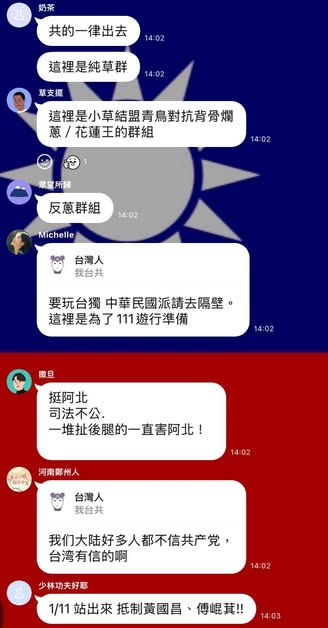 奶茶
共的一律出去
14:02
這裡是純草群
14:02
草支擺
這裡是小草結盟青鳥對抗背骨爛
蔥 / 花蓮王的群組
14:02
1
眾望所歸
反蔥群組
14:02
Michelle
台灣人
我台共
要玩台獨 中華民國派請去隔壁。
這裡是為了111遊行準備
14:02
撒旦
挺阿北
司法不公.
一堆扯後腿的一直害阿北！
14:02
河南鄭州人
台灣人
我台共
我们大陆好多人都不信共产党，
台湾有信的啊
14:02
少林功夫好耶
1/11 站出來 抵制黃國昌、傅崐萁!!
14:03